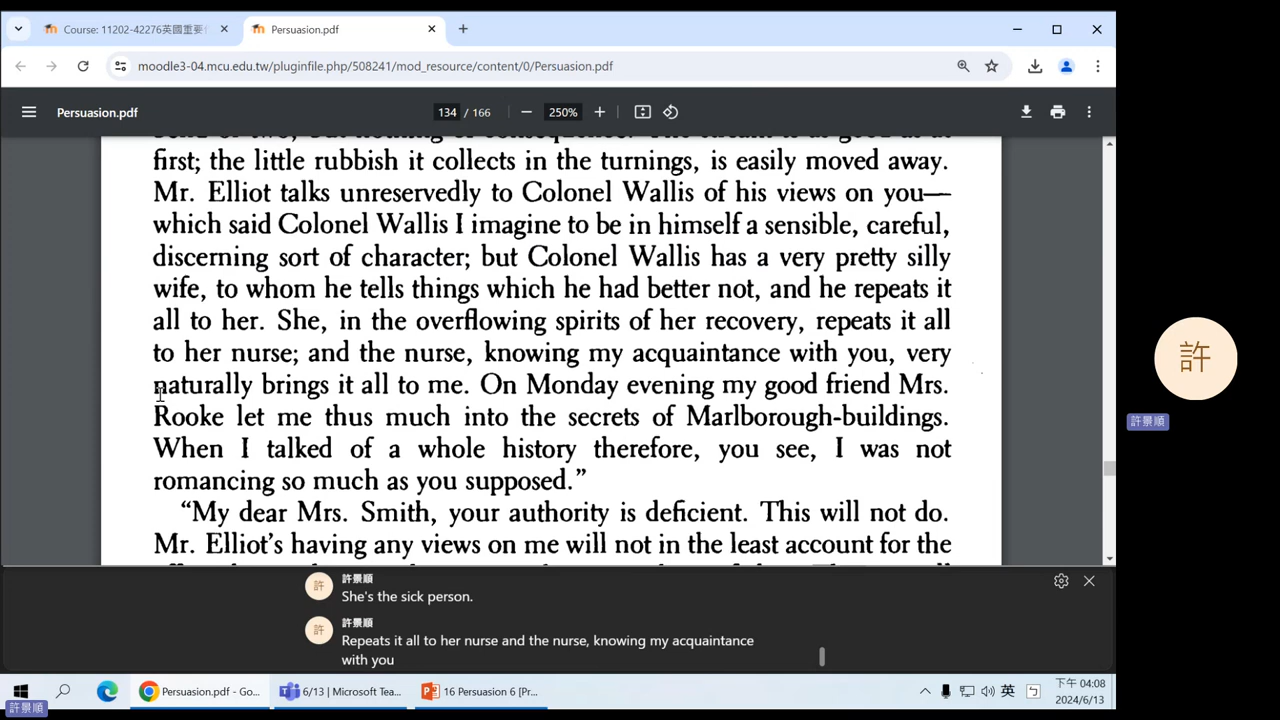 Course: 11202-42276英國重要
Persuasion.pdf
moodle3-04.mcu.edu.tw/pluginfile.php/508241/mod_resource/content/0/Persuasion.pdf
Persuasion.pdf
134 / 166
250%
first; the little rubbish it collects in the turnings, is easily moved away.
Mr. Elliot talks unreservedly to Colonel Wallis of his views on you—
which said Colonel Wallis I imagine to be in himself a sensible, careful,
discerning sort of character; but Colonel Wallis has a very pretty silly
wife, to whom he tells things which he had better not, and he repeats it
all to her. She, in the overflowing spirits of her recovery, repeats it all
to her nurse; and the nurse, knowing my acquaintance with you, very
naturally brings it all to me. On Monday evening my good friend Mrs.
Rooke let me thus much into the secrets of Marlborough-buildings.
When I talked of a whole history therefore, you see, I was not
romancing so much as you supposed.”
“My dear Mrs. Smith, your authority is deficient. This will not do.
Mr. Elliot’s having any views on me will not in the least account for the
許
許景順
許
許景順
She's the sick person.
許
許景順
Repeats it all to her nurse and the nurse, knowing my acquaintance
with you
Persuasion.pdf - Go...
6/13 | Microsoft Tea...
16 Persuasion 6 [Pr...
英
下午 04:08
2024/6/13
許景順